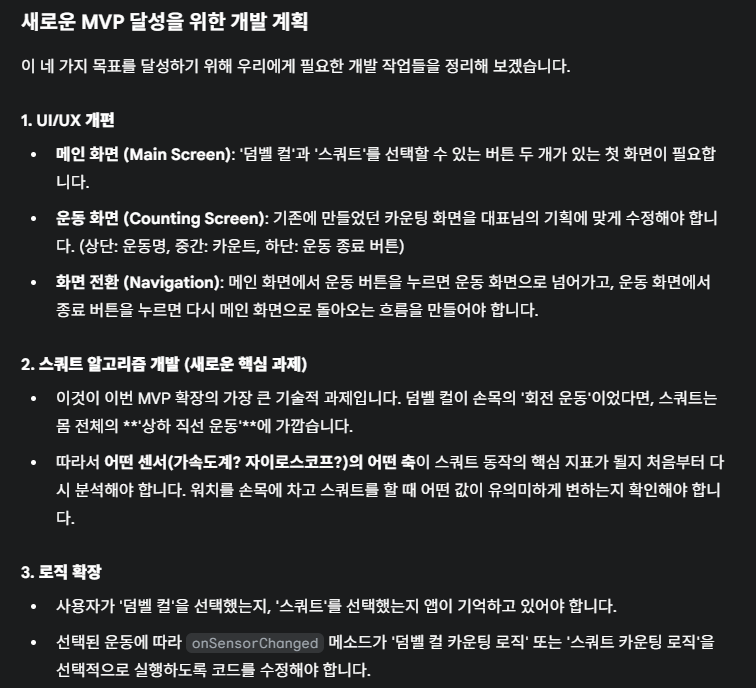 새로운 MVP 달성을 위한 개발 계획
이 네 가지 목표를 달성하기 위해 우리에게 필요한 개발 작업들을 정리해 보겠습니다.
1. UI/UX 개편
• 메인 화면 (Main Screen): '덤벨 컬'과 '스쿼트'를 선택할 수 있는 버튼 두 개가 있는 첫 화면이 필요합
니다.
• 운동 화면 (Counting Screen): 기존에 만들었던 카운팅 화면을 대표님의 기획에 맞게 수정해야 합니
다. (상단: 운동명, 중간: 카운트, 하단: 운동 종료 버튼)
• 화면 전환 (Navigation): 메인 화면에서 운동 버튼을 누르면 운동 화면으로 넘어가고, 운동 화면에서
종료 버튼을 누르면 다시 메인 화면으로 돌아오는 흐름을 만들어야 합니다.
2. 스쿼트 알고리즘 개발 (새로운 핵심 과제)
• 이것이 이번 MVP 확장의 가장 큰 기술적 과제입니다. 덤벨 컬이 손목의 '회전 운동'이었다면, 스쿼트는
몸 전체의 **'상하 직선 운동'**에 가깝습니다.
• 따라서 어떤 센서(가속도계? 자이로스코프?)의 어떤 축이 스쿼트 동작의 핵심 지표가 될지 처음부터 다
시 분석해야 합니다. 워치를 손목에 차고 스쿼트를 할 때 어떤 값이 유의미하게 변하는지 확인해야 합니
다.
3. 로직 확장
• 사용자가 '덤벨 컬'을 선택했는지, '스쿼트'를 선택했는지 앱이 기억하고 있어야 합니다.
• 선택된 운동에 따라 onSensorChanged 메소드가 '덤벨 컬 카운팅 로직' 또는 '스쿼트 카운팅 로직'을
선택적으로 실행하도록 코드를 수정해야 합니다.